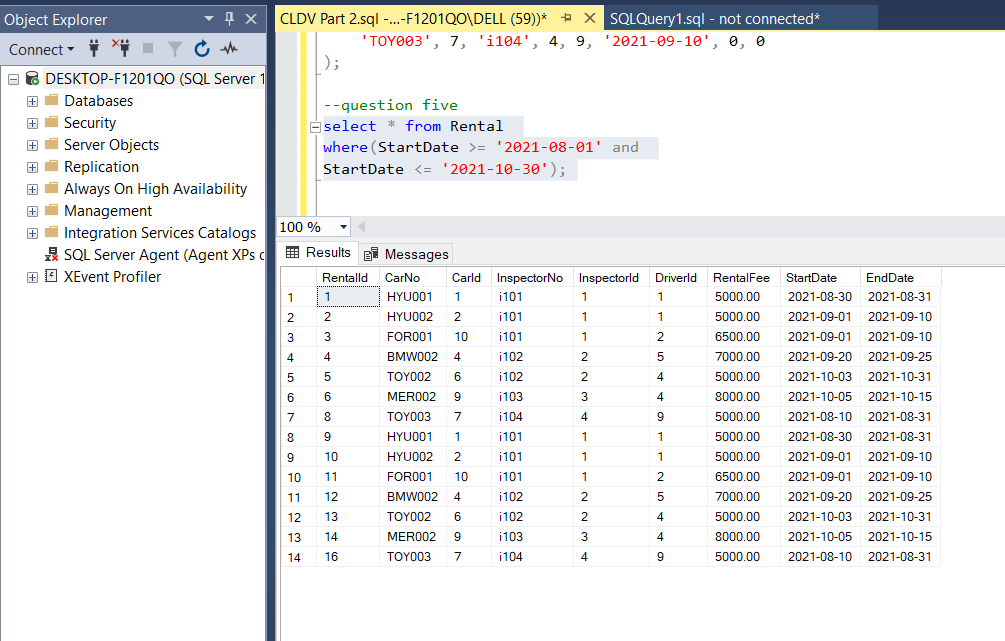 Object Explorer
Connect
DESKTOP-F1201QO (SQL Server 1
Databases
Security
Server Objects
Replication
Always On High Availability
Management
Integration Services Catalogs
SQL Server Agent (Agent XPs
XEvent Profiler
CLDV Part 2.sql -...-F1201QO\DELL (59))*
SQLQuery1.sql - not connected*
'TOY003', 7, 'i104', 4, 9, '2021-09-10', 0, 0
);
--question five
select * from Rental
where(StartDate >= '2021-08-01' and
StartDate <= '2021-10-30');
100 %
Results Messages
RentalId CarNo CarId InspectorNo InspectorId DriverId RentalFee StartDate EndDate
1 1 HYU001 1 i101 1 1 5000.00 2021-08-30 2021-08-31
2 2 HYU002 2 i101 1 1 5000.00 2021-09-01 2021-09-10
3 3 FOR001 10 i101 1 2 6500.00 2021-09-01 2021-09-10
4 4 BMW002 4 i102 2 5 7000.00 2021-09-20 2021-09-25
5 5 TOY002 6 i102 2 4 5000.00 2021-10-03 2021-10-31
6 6 MER002 9 i103 3 4 8000.00 2021-10-05 2021-10-15
7 8 TOY003 7 i104 4 9 5000.00 2021-08-10 2021-08-31
8 9 HYU001 1 i101 1 1 5000.00 2021-08-30 2021-08-31
9 10 HYU002 2 i101 1 1 5000.00 2021-09-01 2021-09-10
10 11 FOR001 10 i101 1 2 6500.00 2021-09-01 2021-09-10
11 12 BMW002 4 i102 2 5 7000.00 2021-09-20 2021-09-25
12 13 TOY002 6 i102 2 4 5000.00 2021-10-03 2021-10-31
13 14 MER002 9 i103 3 4 8000.00 2021-10-05 2021-10-15
14 16 TOY003 7 i104 4 9 5000.00 2021-08-10 2021-08-31